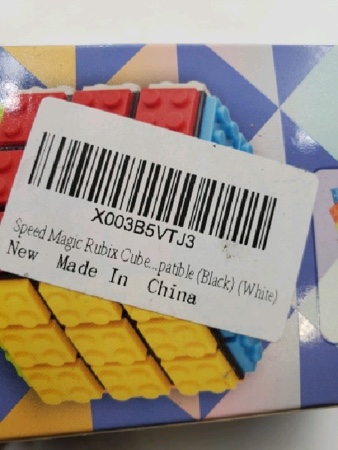 X003B5VTJ3
Speed Magic Rubix Cube...patible (Black) (White)
New Made In China